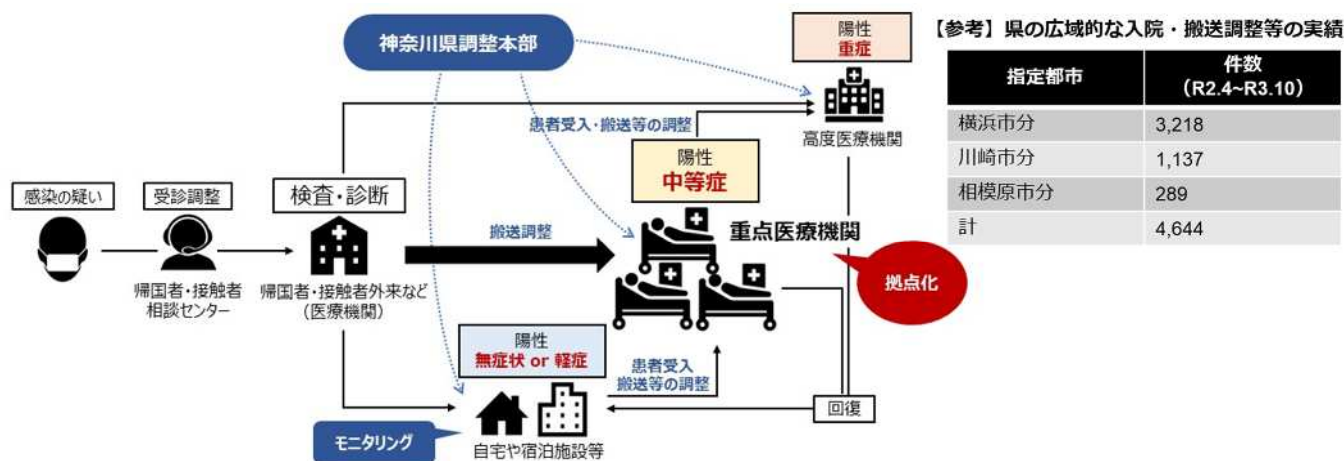 神奈川県調整本部
陽性
重症
高度医療機関
患者受入・搬送等の調整
陽性
中等症
感染の疑い
受診調整
検査・診断
帰国者・接触者
相談センター
帰国者・接触者外来など
(医療機関)
搬送調整
重点医療機関
拠点化
陽性
無症状 or 軽症
患者受入
搬送等の調整
回復
モニタリング
自宅や宿泊施設等
【参考】県の広域的な入院・搬送調整等の実績
指定都市 件数
(R2.4~R3.10)
横浜市分 3,218
川崎市分 1,137
相模原市分 289
計 4,644